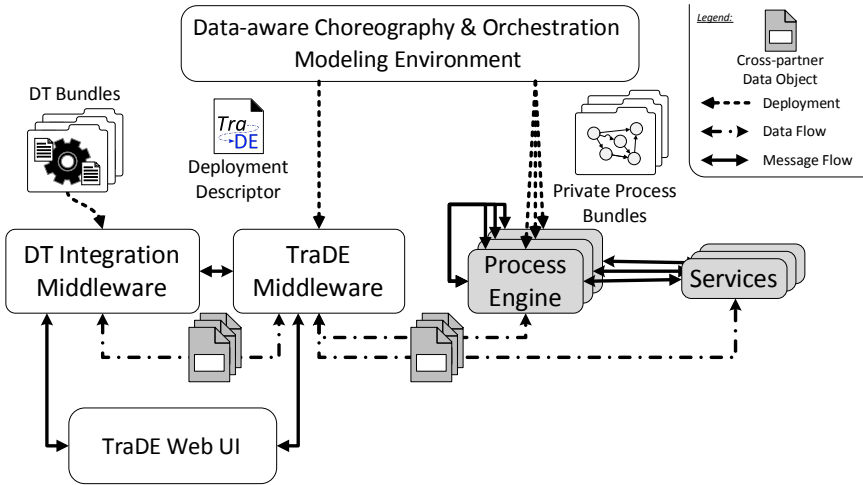 Data-aware Choreography & Orchestration
Modeling Environment
Legend:
Cross-partner
Data Object
Deployment
Data Flow
Message Flow
DT Bundles
Tra
DE
Deployment
Descriptor
Private Process
Bundles
DT Integration
Middleware
TraDE
Middleware
Process
Engine
Services
TraDE Web UI